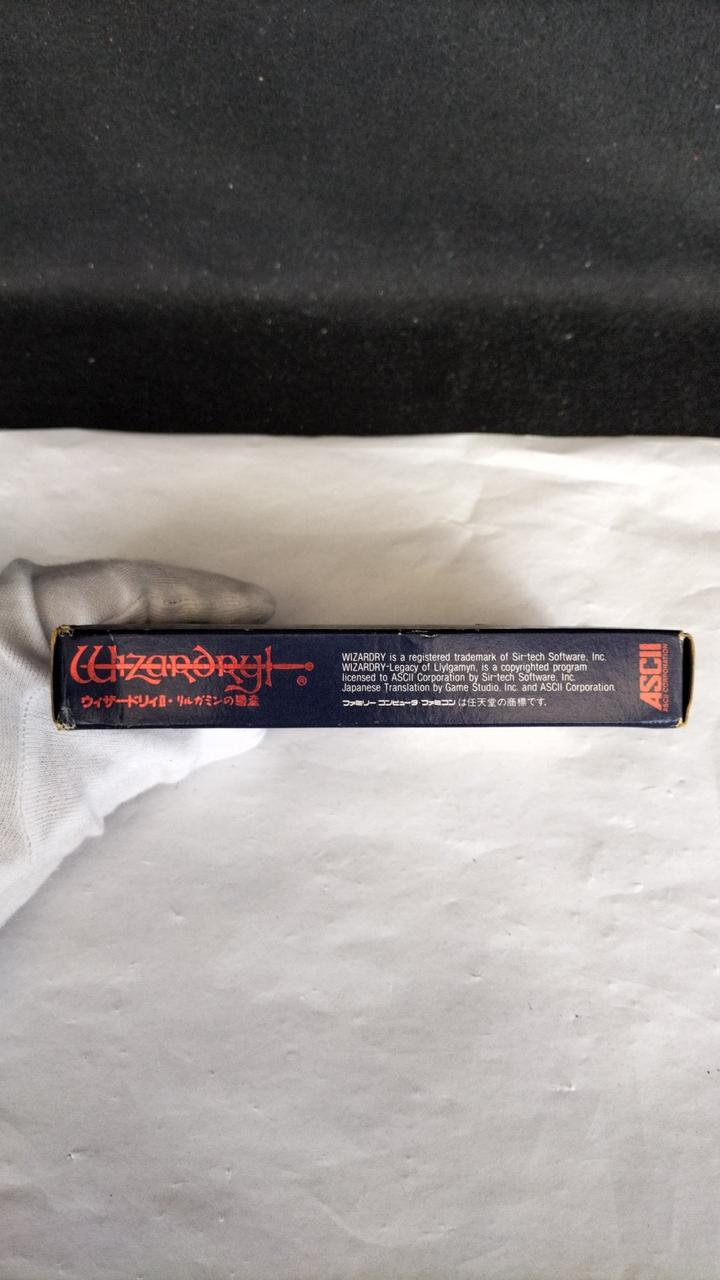 WIZARDRY®
ウィザードリィII・リルガミンの遺産
WIZARDRY is a registered trademark of Sir-tech Software, Inc.
WIZARDRY-Legacy of Llylgamyn, is a copyrighted program
licensed to ASCII Corporation by Sir-tech Software, Inc.
Japanese Translation by Game Studio, Inc. and ASCII Corporation.
ファミリーコンピュータ ファミコンは任天堂の商標です。
ASCII
ASCII CORPORATION